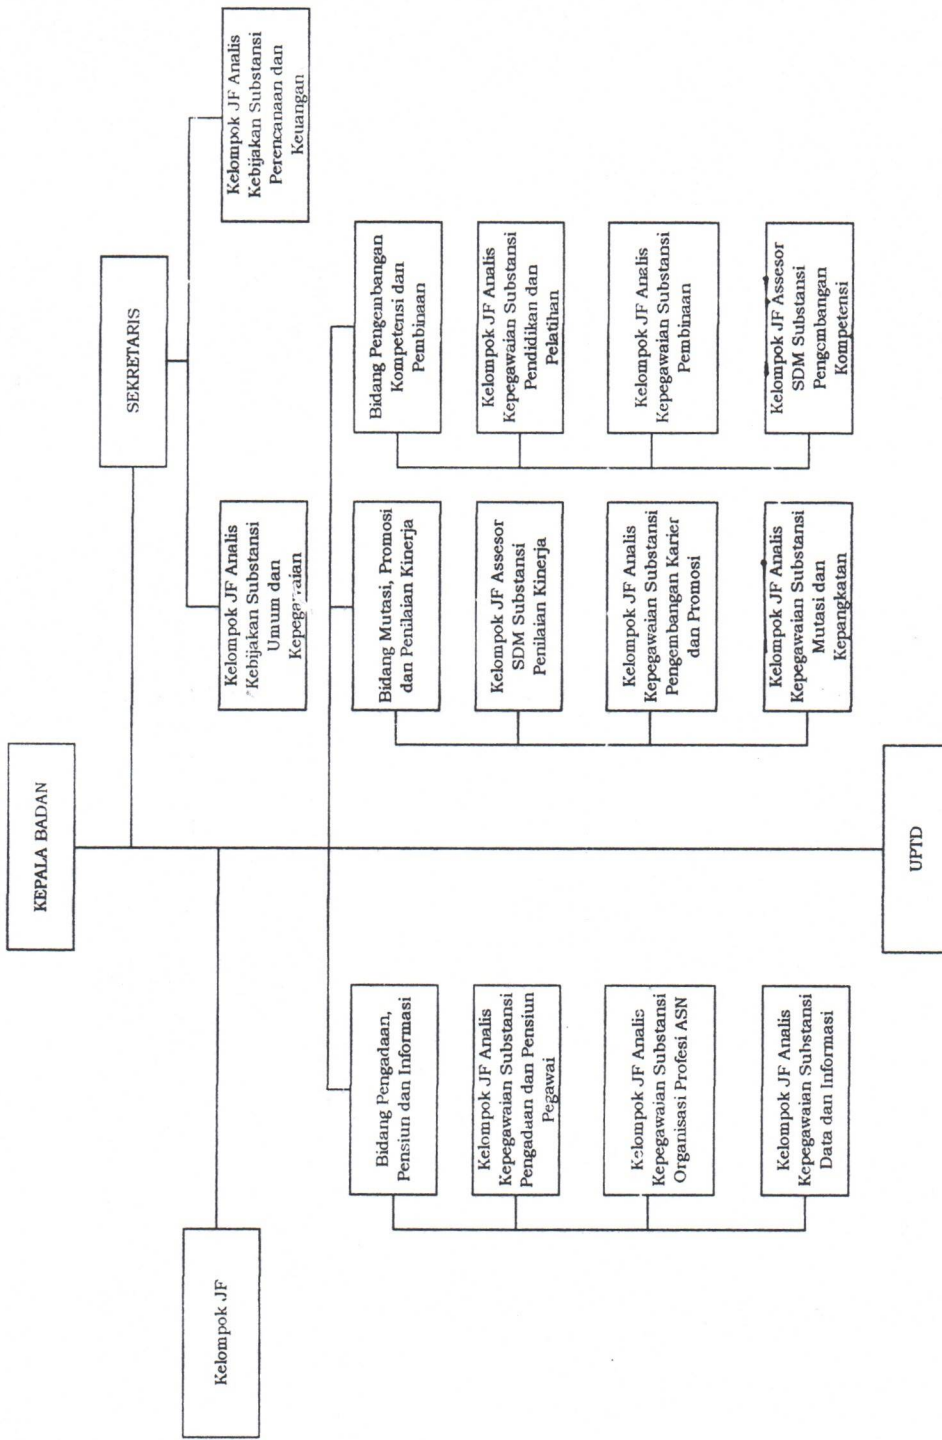 KEPALA BADAN
SEKRETARIS
Kelompok JF
Kelompok JF Analis
Kebijakan Substansi
Umum dan
Kepegawaian
Kelompok JF Analis
Kebijakan Substansi
Perencanaan dan
Keuangan
Bidang Pengadaan,
Pensiun dan Informasi
Kelompok JF Analis
Kepegawaian Substansi
Pengadaan dan Pensiun
Pegawai
Kelompok JF Analis
Kepegawaian Substansi
Organisasi Profesi ASN
Kelompok JF Analis
Kepegawaian Substansi
Data dan Informasi
Bidang Mutasi, Promosi
dan Penilaian Kinerja
Kelompok JF Assesor
SDM Substansi
Penilaian Kinerja
Kelompok JF Analis
Kepegawaian Substansi
Pengembangan Karier
dan Promosi
Kelompok JF Analis
Kepegawaian Substansi
Mutasi dan
Kepangkatan
Bidang Pengembangan
Kompetensi dan
Pembinaan
Kelompok JF Analis
Kepegawaian Substansi
Pendidikan dan
Pelatihan
Kelompok JF Analis
Kepegawaian Substansi
Pembinaan
Kelompok JF Assesor
SDM Substansi
Pengembangan
Kompetensi
UPTD